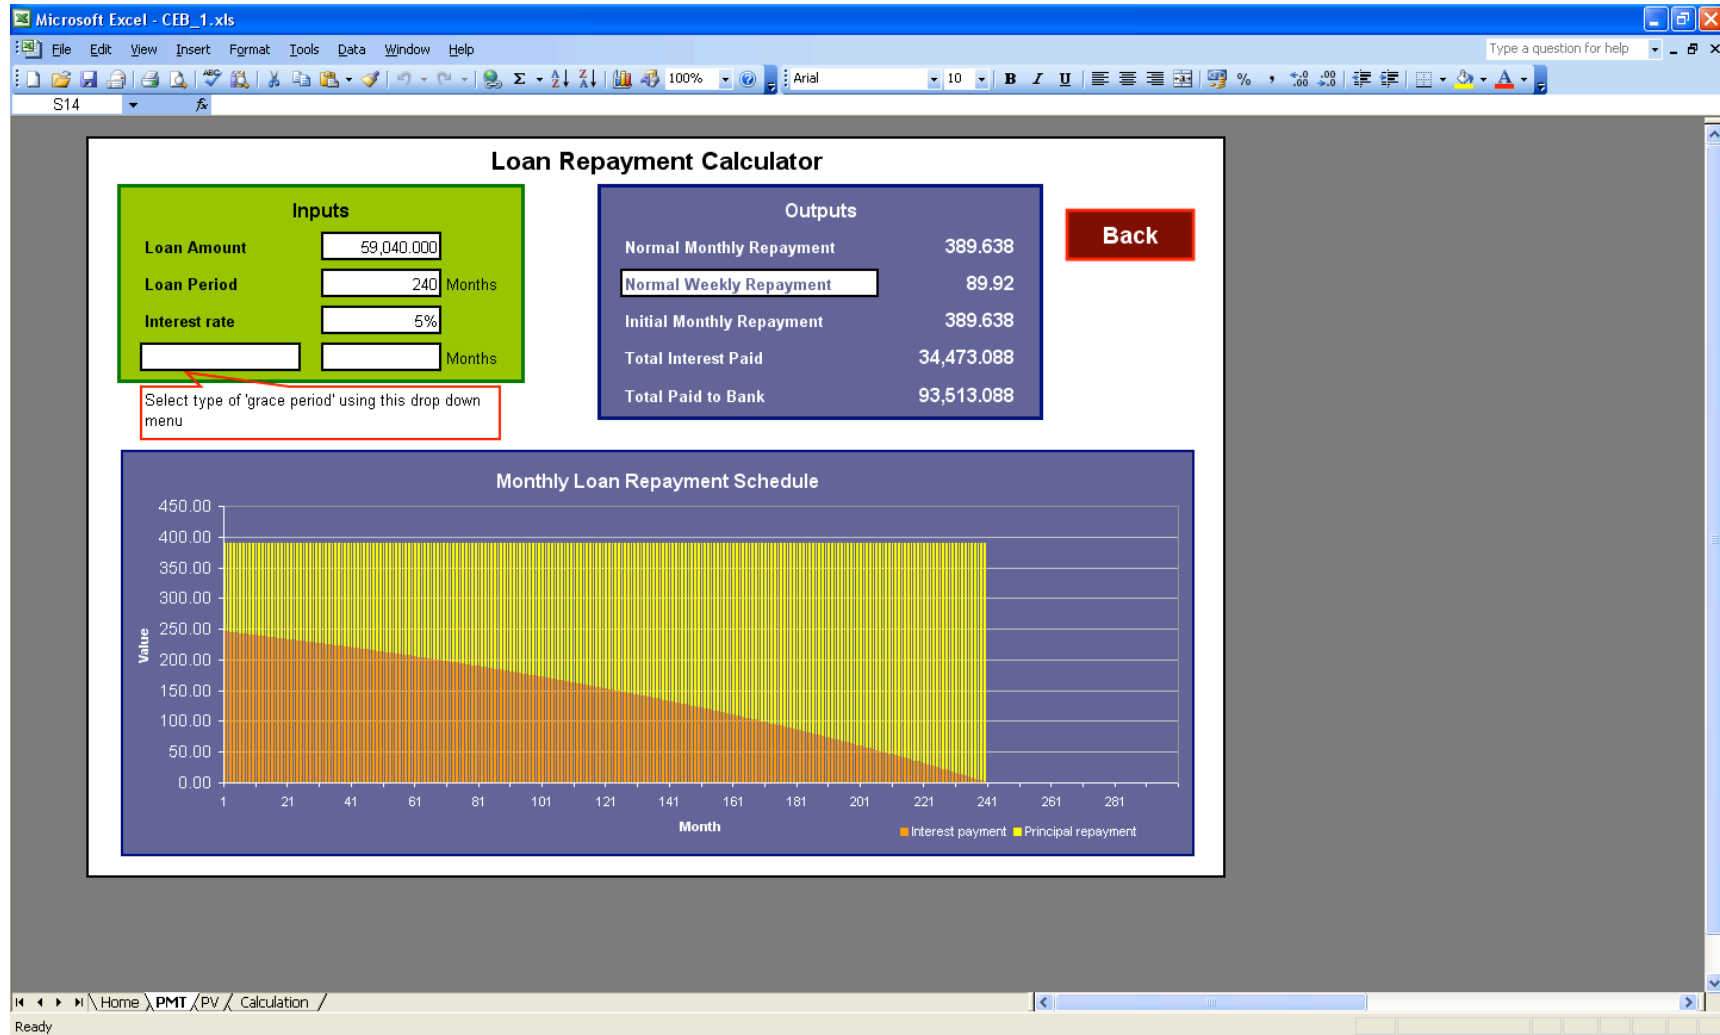 Microsoft Excel - CEB_1.xls
File Edit View Insert Format Tools Data Window Help
Type a question for help
100% Arial 10 B I U
S14 fx
Loan Repayment Calculator
Inputs
Loan Amount 59,040.000
Loan Period 240 Months
Interest rate 5%
Months
Select type of 'grace period' using this drop down
menu
Outputs
Normal Monthly Repayment 389.638
Normal Weekly Repayment 89.92
Initial Monthly Repayment 389.638
Total Interest Paid 34,473.088
Total Paid to Bank 93,513.088
Back
Monthly Loan Repayment Schedule
450.00
400.00
350.00
300.00
250.00
200.00
150.00
100.00
50.00
0.00
Value
1 21 41 61 81 101 121 141 161 181 201 221 241 261 281
Month
Interest payment Principal repayment
Home PMT PV Calculation
Ready